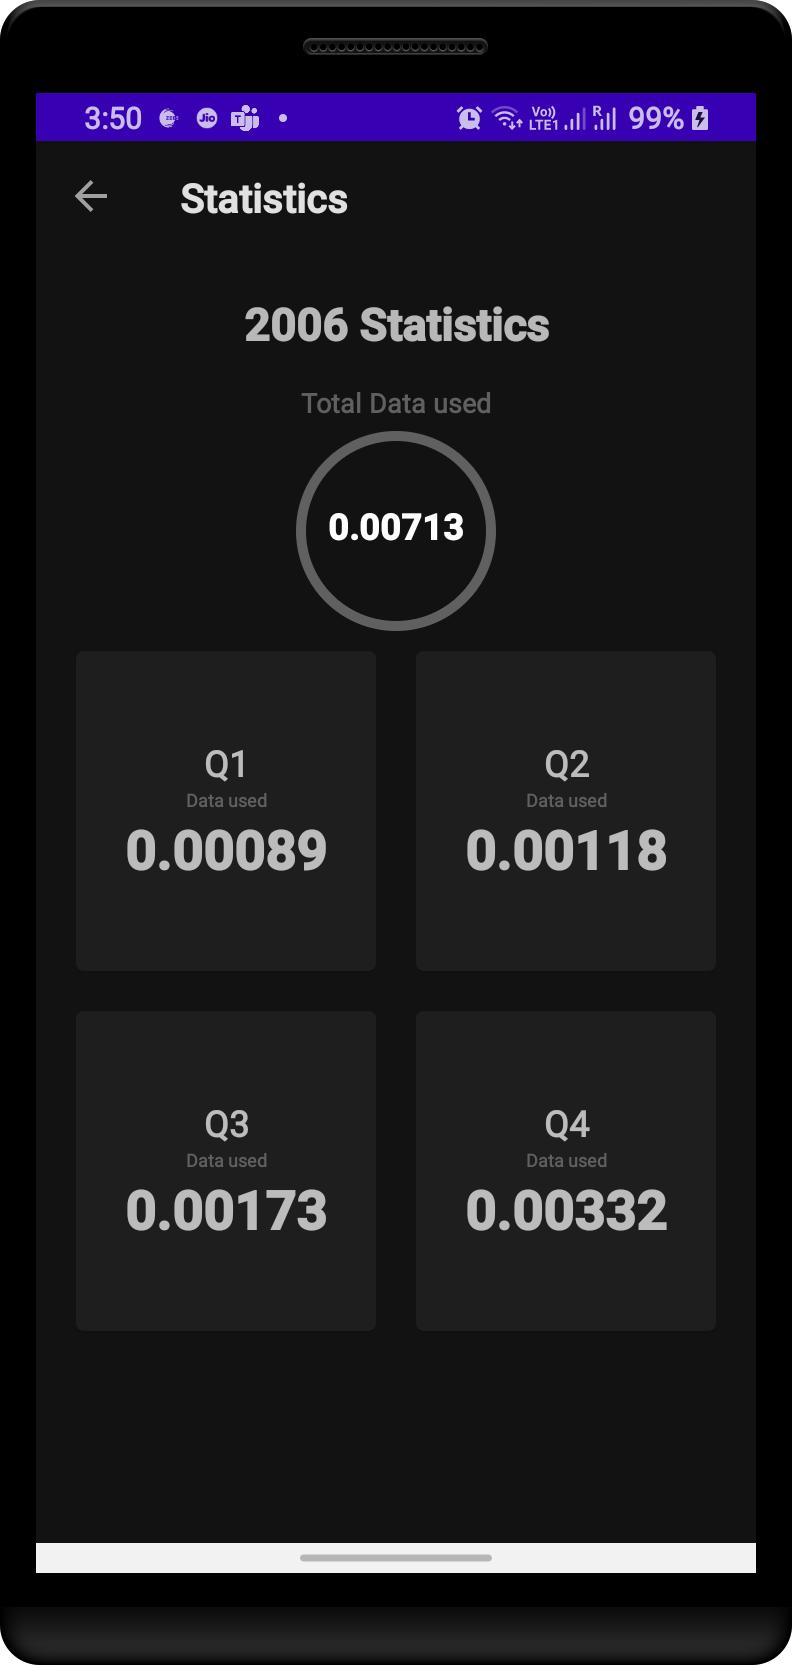 3:50 Jio T Vo)) LTE1 R 99%
Statistics
2006 Statistics
Total Data used
0.00713
Q1
Data used
0.00089
Q2
Data used
0.00118
Q3
Data used
0.00173
Q4
Data used
0.00332